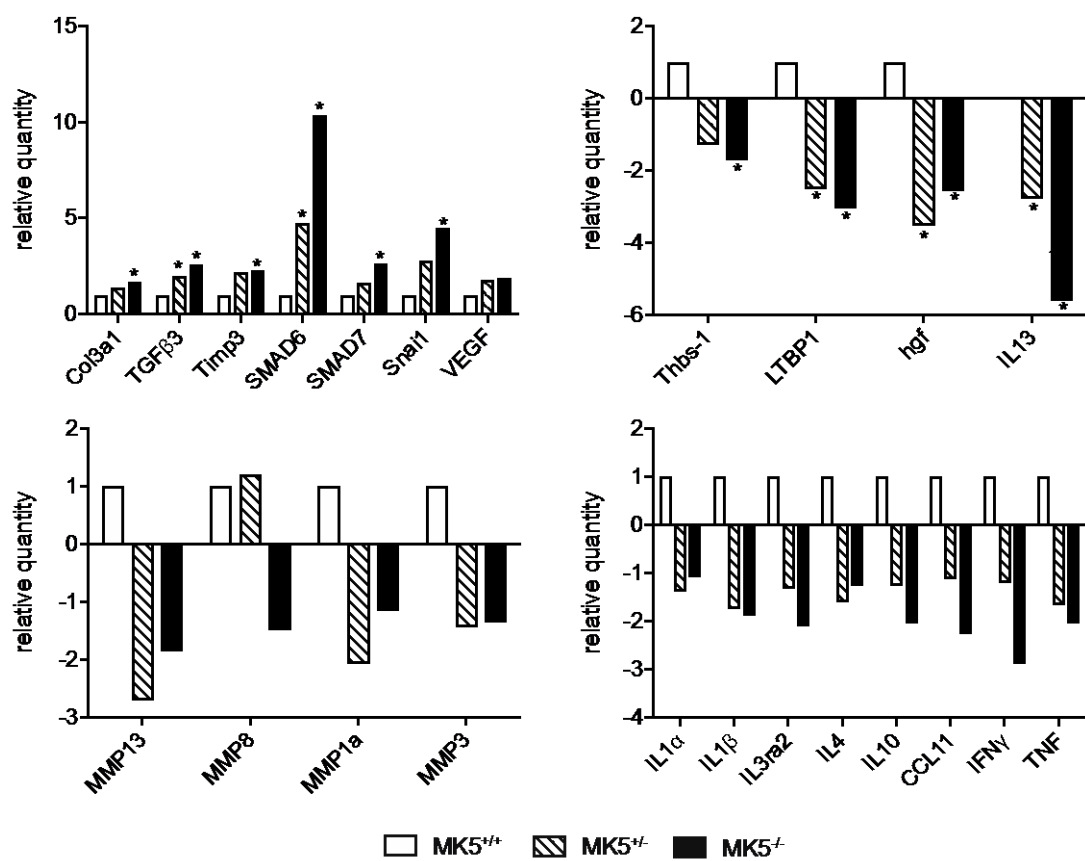 relative quantity
15
10
5
0
*
*
*
*
*
*
*
*
Col3a1
TGFβ3
Timp3
SMAD6
SMAD7
Snai1
VEGF
relative quantity
2
0
-2
-4
-6
*
*
*
*
*
*
*
Thbs-1
LTBP1
hgf
IL13
relative quantity
2
1
0
-1
-2
-3
MMP13
MMP8
MMP1a
MMP3
relative quantity
2
1
0
-1
-2
-3
-4
IL1α
IL1β
IL3ra2
IL4
IL10
CCL11
IFNγ
TNF
MK5+/+ MK5+/- MK5-/-